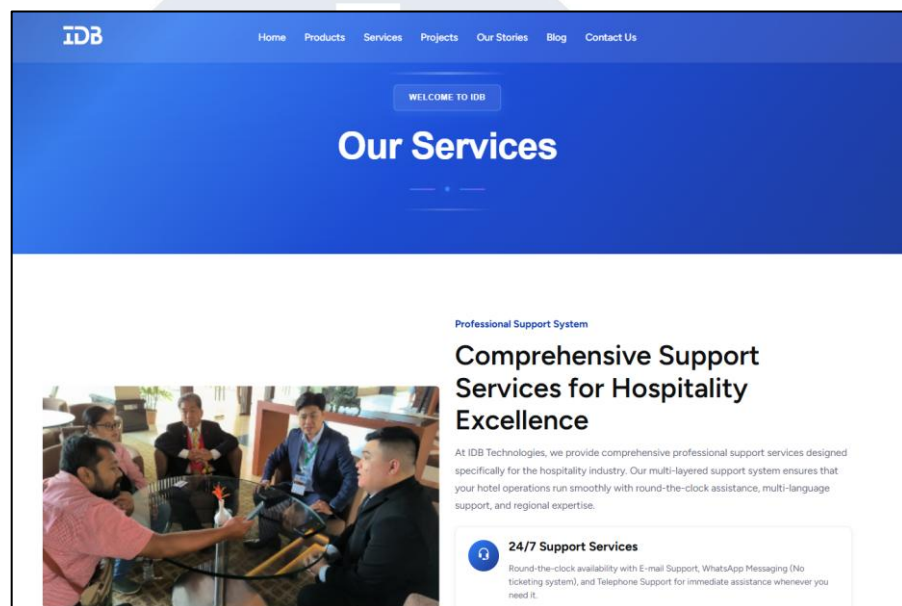 IDB
Home Products Services Projects Our Stories Blog Contact Us
WELCOME TO IDB
Our Services
Professional Support System
Comprehensive Support
Services for Hospitality
Excellence
At IDB Technologies, we provide comprehensive professional support services designed
specifically for the hospitality industry. Our multi-layered support system ensures that
your hotel operations run smoothly with round-the-clock assistance, multi-language
support, and regional expertise.
24/7 Support Services
Round-the-clock availability with E-mail Support, WhatsApp Messaging (No
ticketing system), and Telephone Support for immediate assistance whenever you
need it.